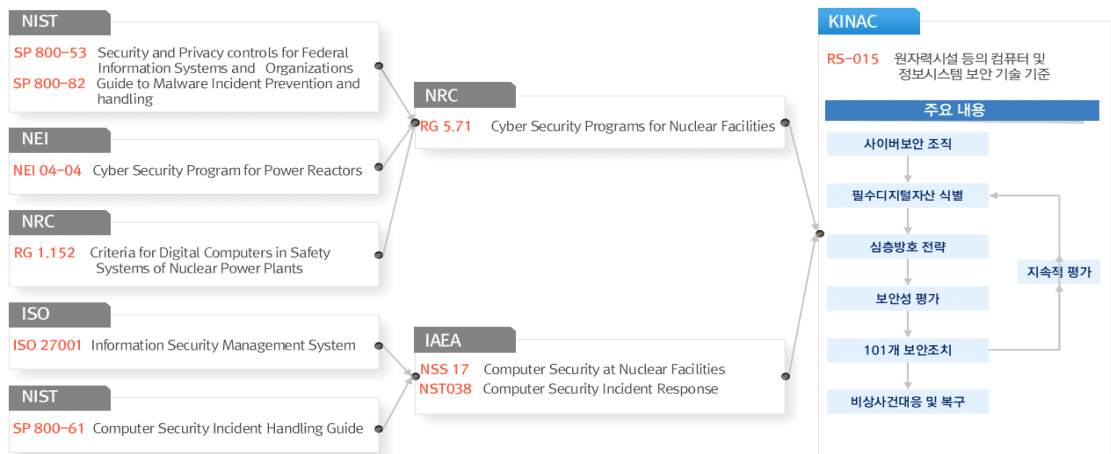 NIST
SP 800-53 Security and Privacy controls for Federal
Information Systems and Organizations
SP 800-82 Guide to Malware Incident Prevention and
handling
NEI
NEI 04-04 Cyber Security Program for Power Reactors
NRC
RG 1.152 Criteria for Digital Computers in Safety
Systems of Nuclear Power Plants
ISO
ISO 27001 Information Security Management System
NIST
SP 800-61 Computer Security Incident Handling Guide
NRC
RG 5.71 Cyber Security Programs for Nuclear Facilities
IAEA
NSS 17 Computer Security at Nuclear Facilities
NST038 Computer Security Incident Response
KINAC
RS-015 원자력시설 등의 컴퓨터 및
정보시스템 보안 기술 기준
주요 내용
사이버보안 조직
필수디지털자산 식별
심층방호 전략
지속적 평가
보안성 평가
101개 보안조치
비상사건대응 및 복구